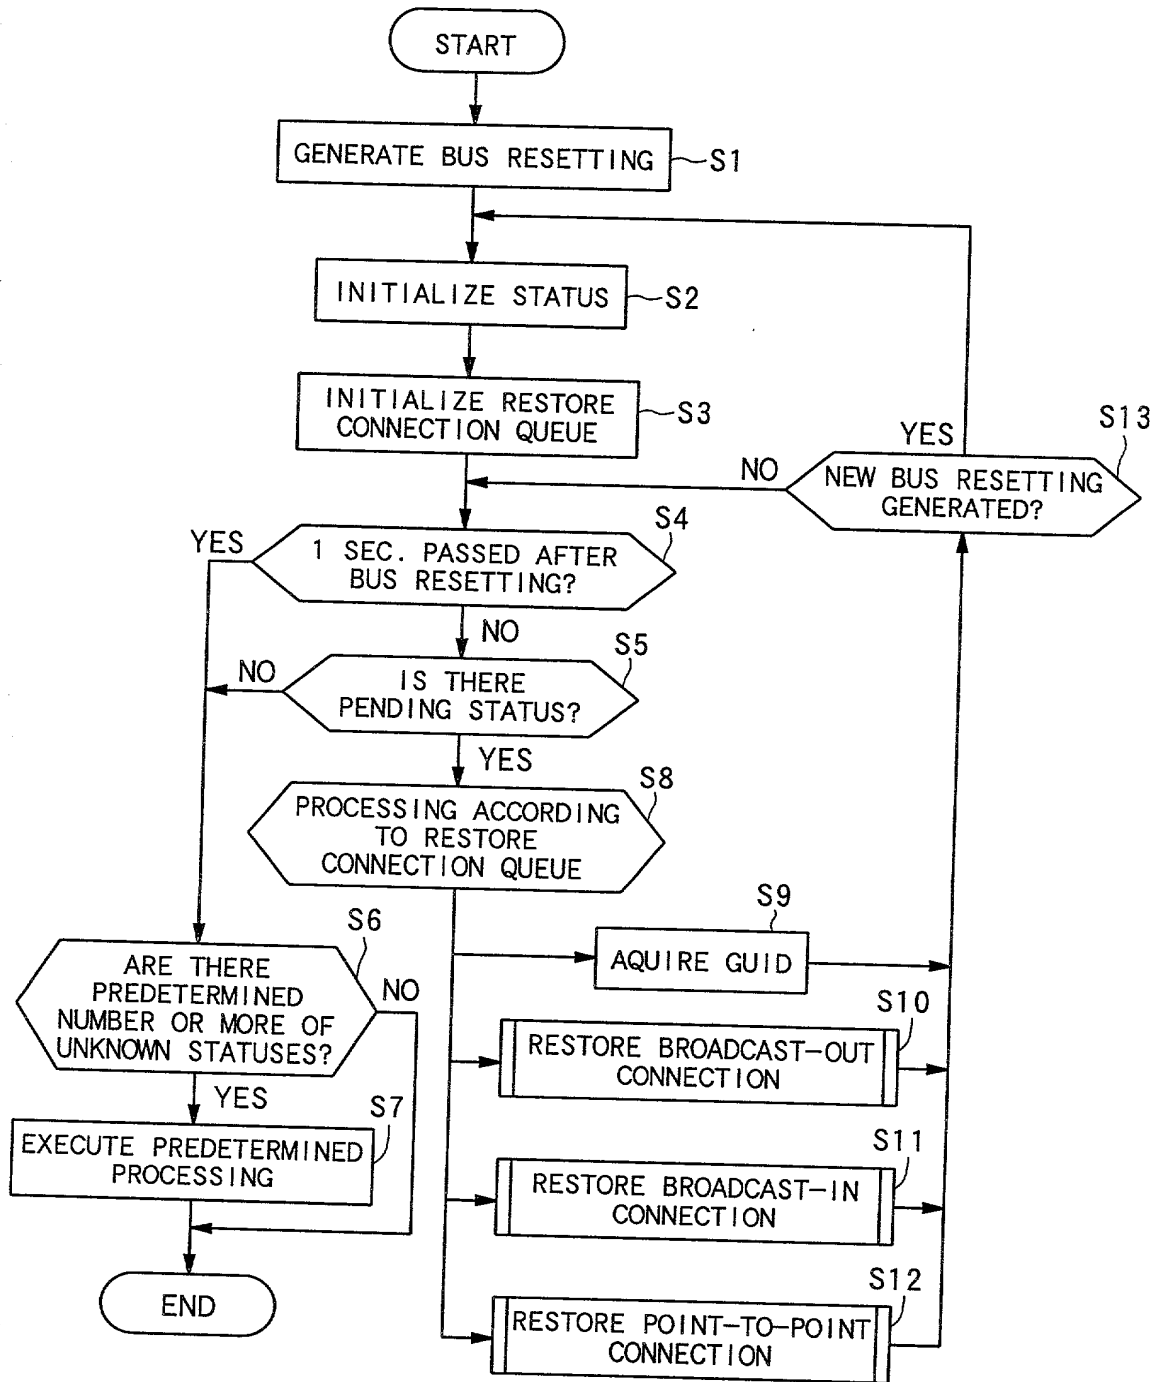 START
GENERATE BUS RESETTING
S1
INITIALIZE STATUS
S2
INITIALIZE RESTORE
CONNECTION QUEUE
S3
S13
YES
NEW BUS RESETTING
GENERATED?
NO
S4
YES
1 SEC. PASSED AFTER
BUS RESETTING?
NO
S5
NO
IS THERE
PENDING STATUS?
YES
S8
PROCESSING ACCORDING
TO RESTORE
CONNECTION QUEUE
S9
AQUIRE GUID
S6
ARE THERE
PREDETERMINED
NUMBER OR MORE OF
UNKNOWN STATUSES?
NO
S10
RESTORE BROADCAST-OUT
CONNECTION
YES
S7
EXECUTE PREDETERMINED
PROCESSING
S11
RESTORE BROADCAST-IN
CONNECTION
END
S12
RESTORE POINT-TO-POINT
CONNECTION